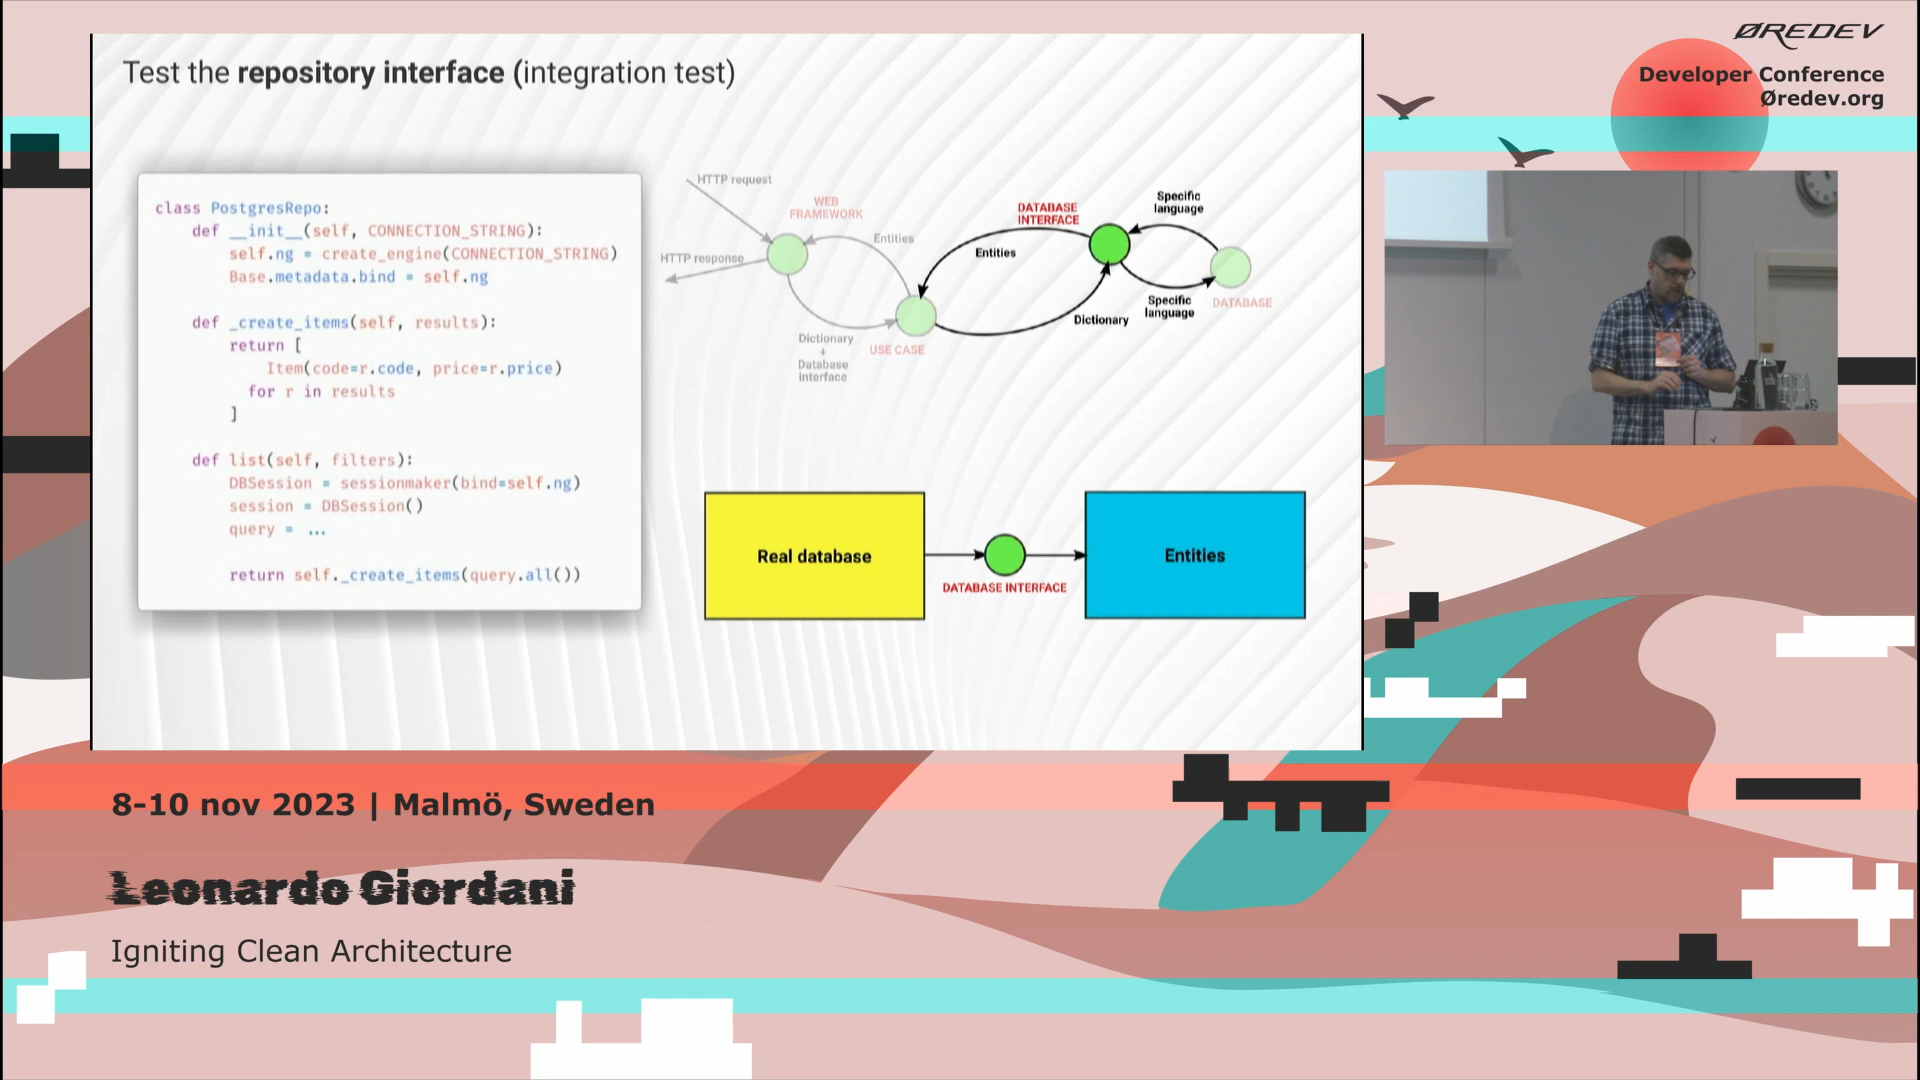 ØREDEV
Developer Conference
Øredev.org
Test the repository interface (integration test)
class PostgresRepo:
def __init__(self, CONNECTION_STRING):
self.ng = create_engine(CONNECTION_STRING)
Base.metadata.bind = self.ng
def _create_items(self, results):
return [
Item(code=r.code, price=r.price)
for r in results
]
def list(self, filters):
DBSession = sessionmaker(bind=self.ng)
session = DBSession()
query = ...
return self._create_items(query.all())
HTTP request
WEB
FRAMEWORK
HTTP response
Entities
Dictionary
+
Database
interface
USE CASE
DATABASE
INTERFACE
Entities
Dictionary
Specific
language
Specific
language
DATABASE
Real database
DATABASE INTERFACE
Entities
8-10 nov 2023 | Malmö, Sweden
Leonardo Giordani
Igniting Clean Architecture